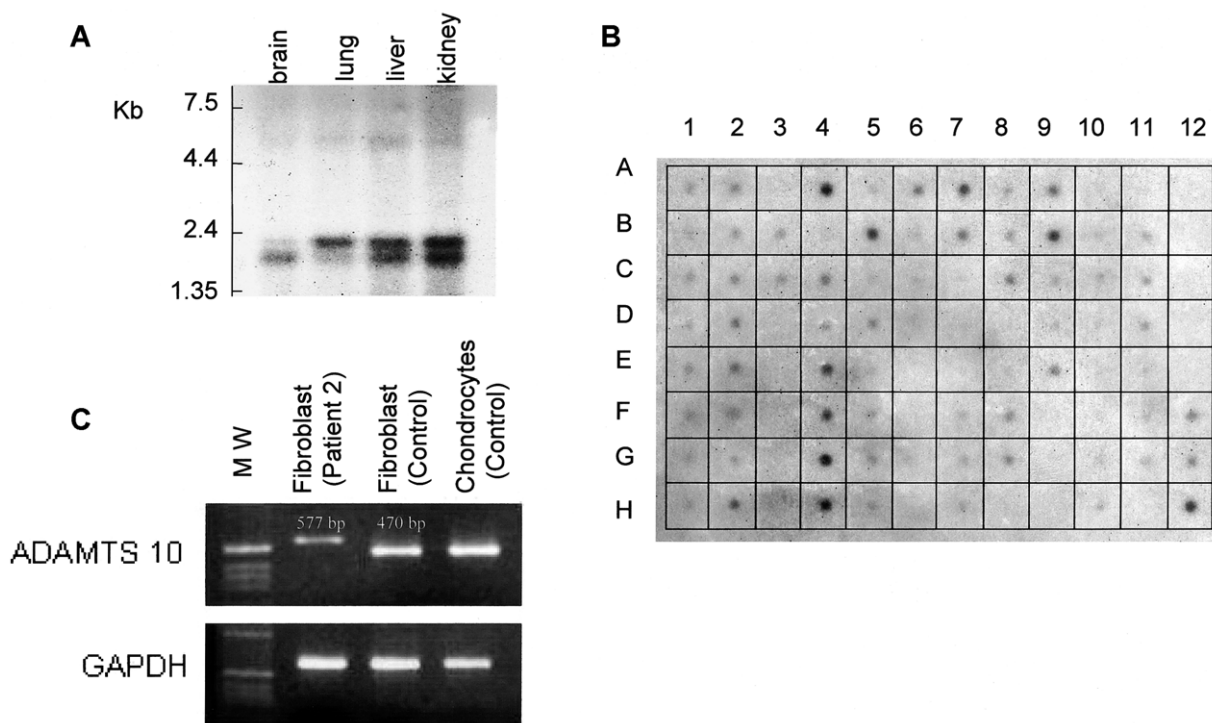 A
brain
lung
liver
kidney
Kb
7.5
4.4
2.4
1.35
B
1 2 3 4 5 6 7 8 9 10 11 12
A
B
C
D
E
F
G
H
C
M W
Fibroblast
(Patient 2)
Fibroblast
(Control)
Chondrocytes
(Control)
577 bp
470 bp
ADAMTS 10
GAPDH